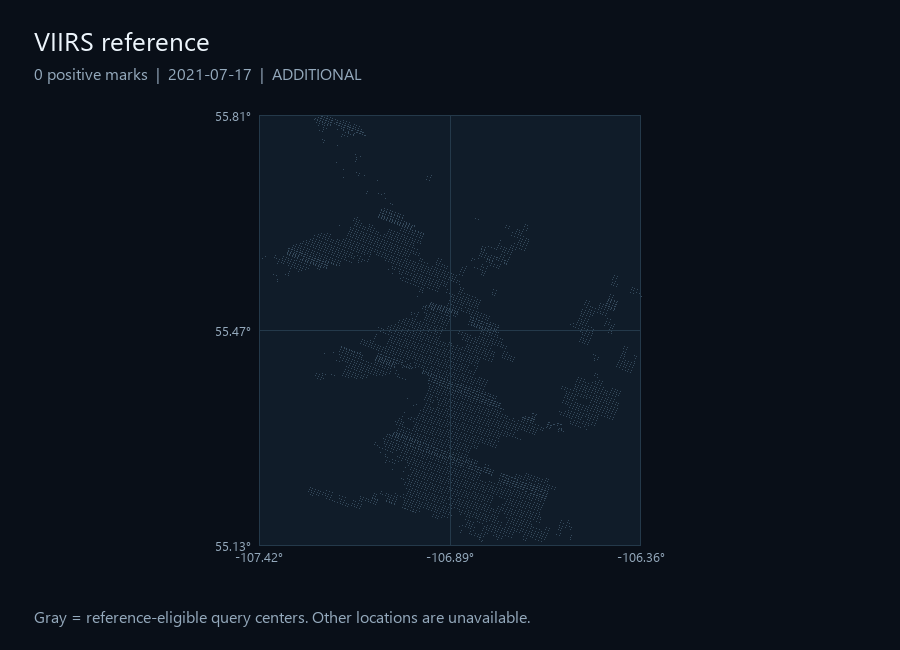 VIIRS reference
0 positive marks | 2021-07-17 | ADDITIONAL
55.81°
55.47°
55.13°
-107.42° -106.89° -106.36°
Gray = reference-eligible query centers. Other locations are unavailable.